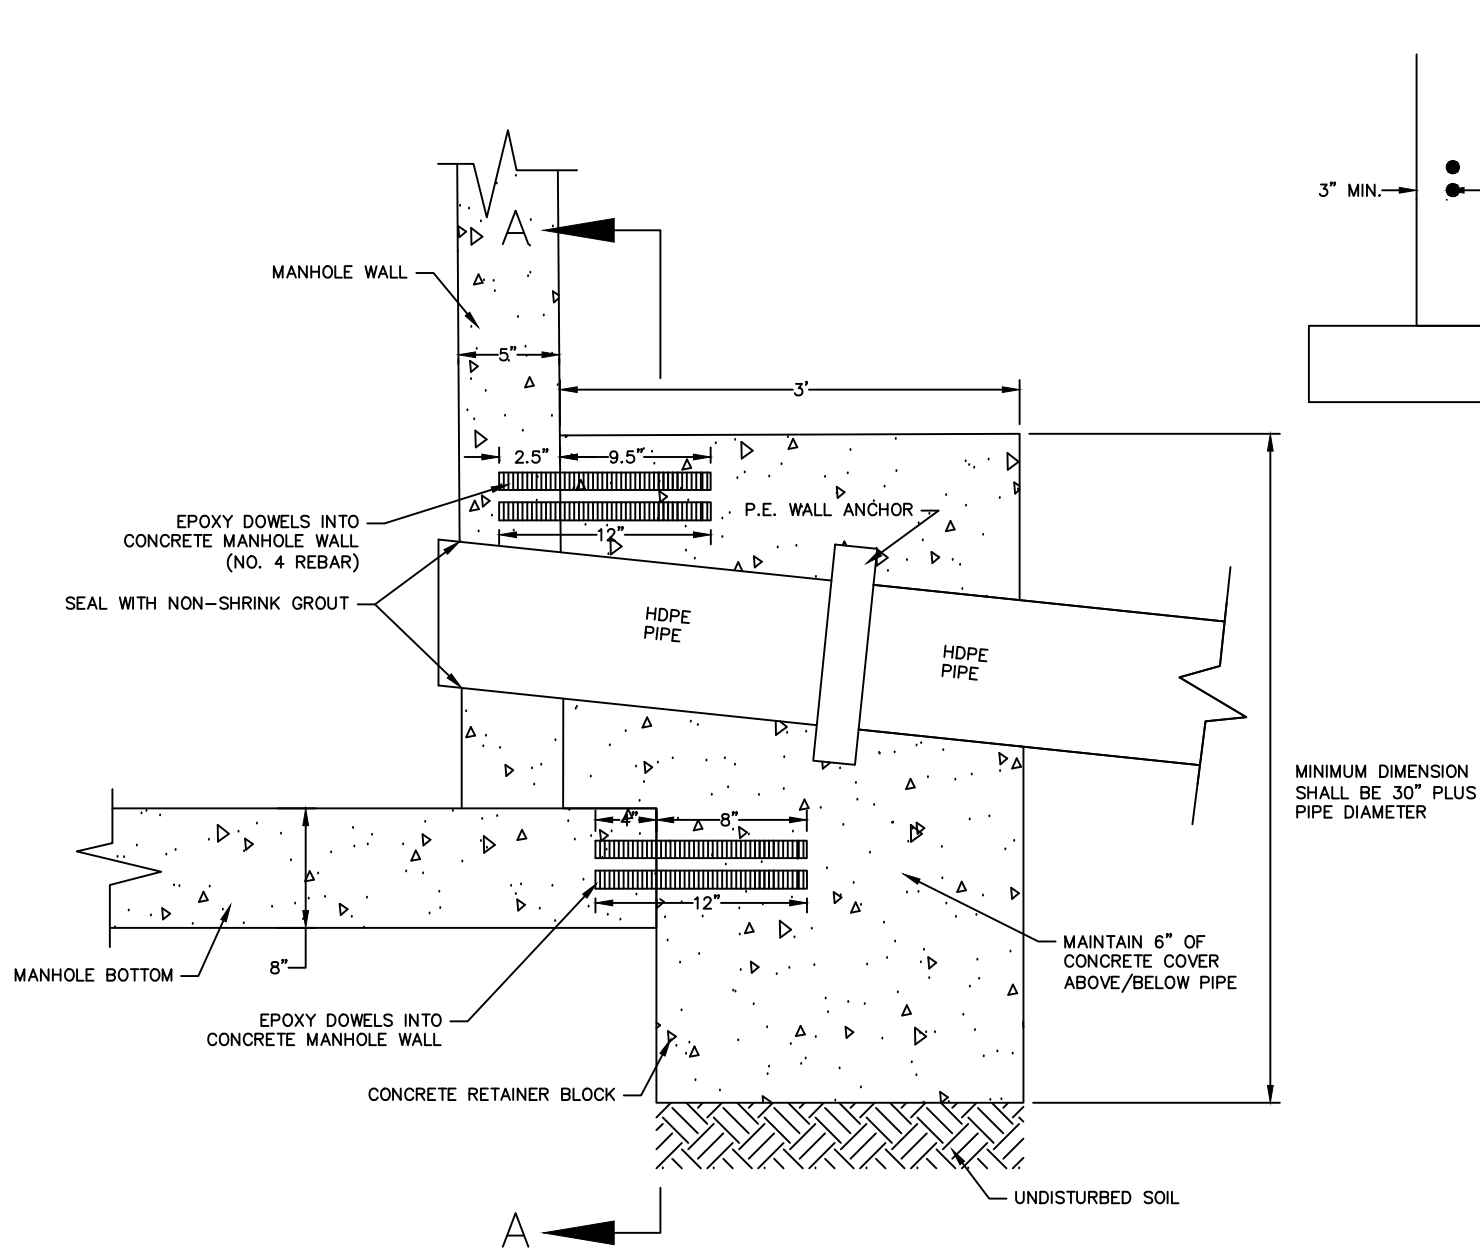 A
3” MIN.
MANHOLE WALL
5”
3’
2.5”
9.5”
P.E. WALL ANCHOR
EPOXY DOWELS INTO
CONCRETE MANHOLE WALL
(NO. 4 REBAR)
12”
SEAL WITH NON–SHRINK GROUT
HDPE
PIPE
HDPE
PIPE
MINIMUM DIMENSION
SHALL BE 30” PLUS
PIPE DIAMETER
4”
8”
12”
MAINTAIN 6” OF
CONCRETE COVER
ABOVE/BELOW PIPE
8”
MANHOLE BOTTOM
EPOXY DOWELS INTO
CONCRETE MANHOLE WALL
CONCRETE RETAINER BLOCK
UNDISTURBED SOIL
A